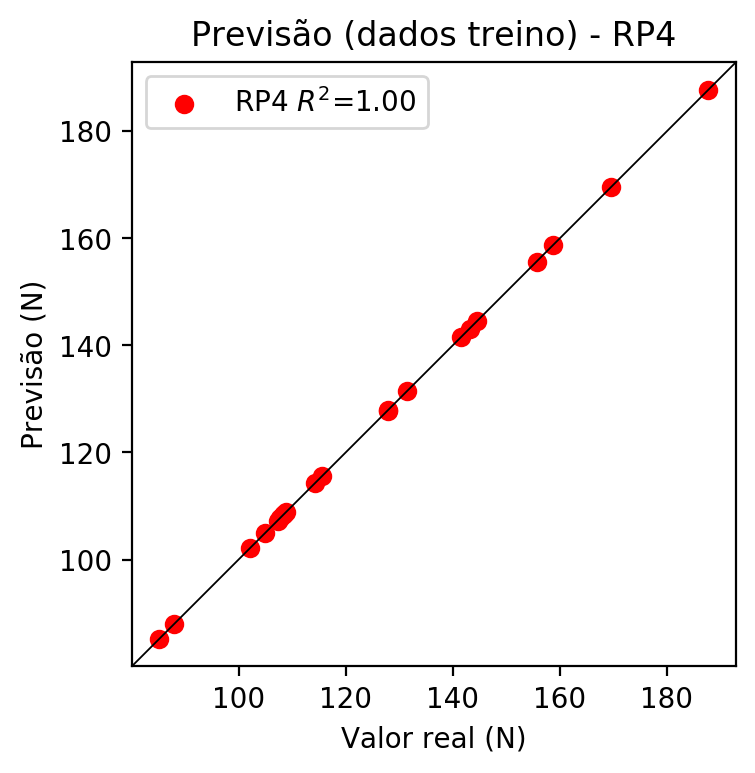 Previsão (dados treino) - RP4
RP4 R²=1.00
Previsão (N)
180
160
140
120
100
100 120 140 160 180
Valor real (N)